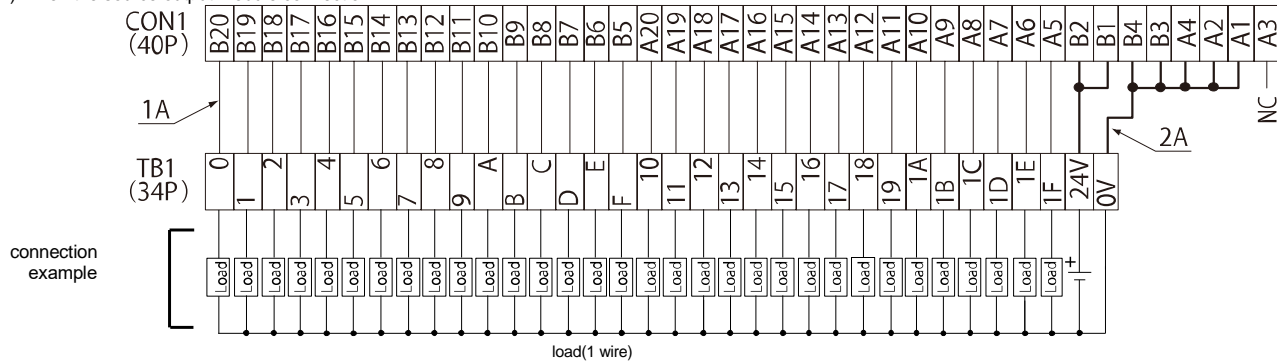 CON1
(40P)
B20 B19 B18 B17 B16 B15 B14 B13 B12 B11 B10 B9 B8 B7 B6 B5 A20 A19 A18 A17 A16 A15 A14 A13 A12 A11 A10 A9 A8 A7 A6 A5 B2 B1 B4 B3 A4 A2 A1 A3
1A
NC
2A
TB1
(34P)
0 1 2 3 4 5 6 7 8 9 A B C D E F 10 11 12 13 14 15 16 17 18 19 1A 1B 1C 1D 1E 1F 24V 0V
connection
example
Load Load Load Load Load Load Load Load Load Load Load Load Load Load Load Load Load Load Load Load Load Load Load Load Load Load Load Load Load Load Load Load +
load(1 wire)